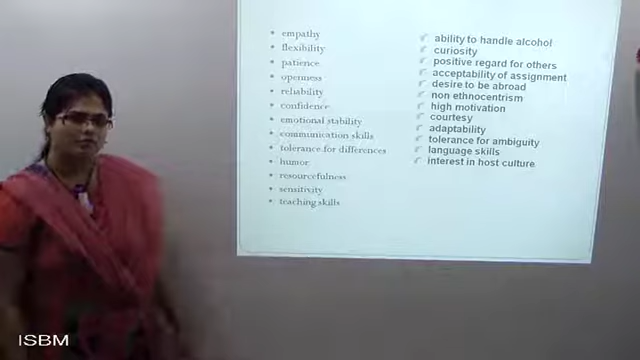 • empathy
• flexibility
• patience
• openness
• reliability
• confidence
• emotional stability
• communication skills
• tolerance for differences
• humor
• resourcefulness
• sensitivity
• teaching skills
ability to handle alcohol
curiosity
positive regard for others
acceptability of assignment
desire to be abroad
non ethnocentrism
high motivation
courtesy
adaptability
tolerance for ambiguity
language skills
interest in host culture
ISBM